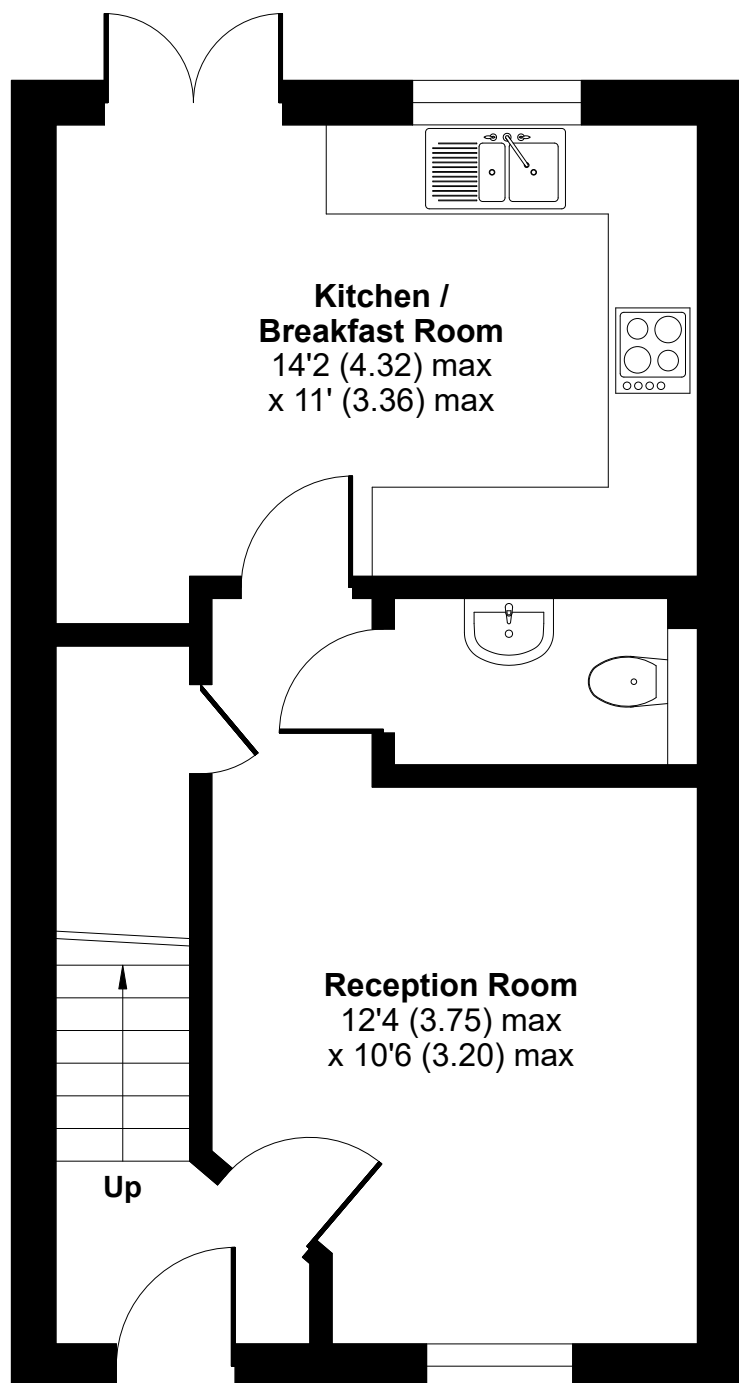 Kitchen /
Breakfast Room
14'2 (4.32) max
x 11' (3.36) max
Reception Room
12'4 (3.75) max
x 10'6 (3.20) max
Up